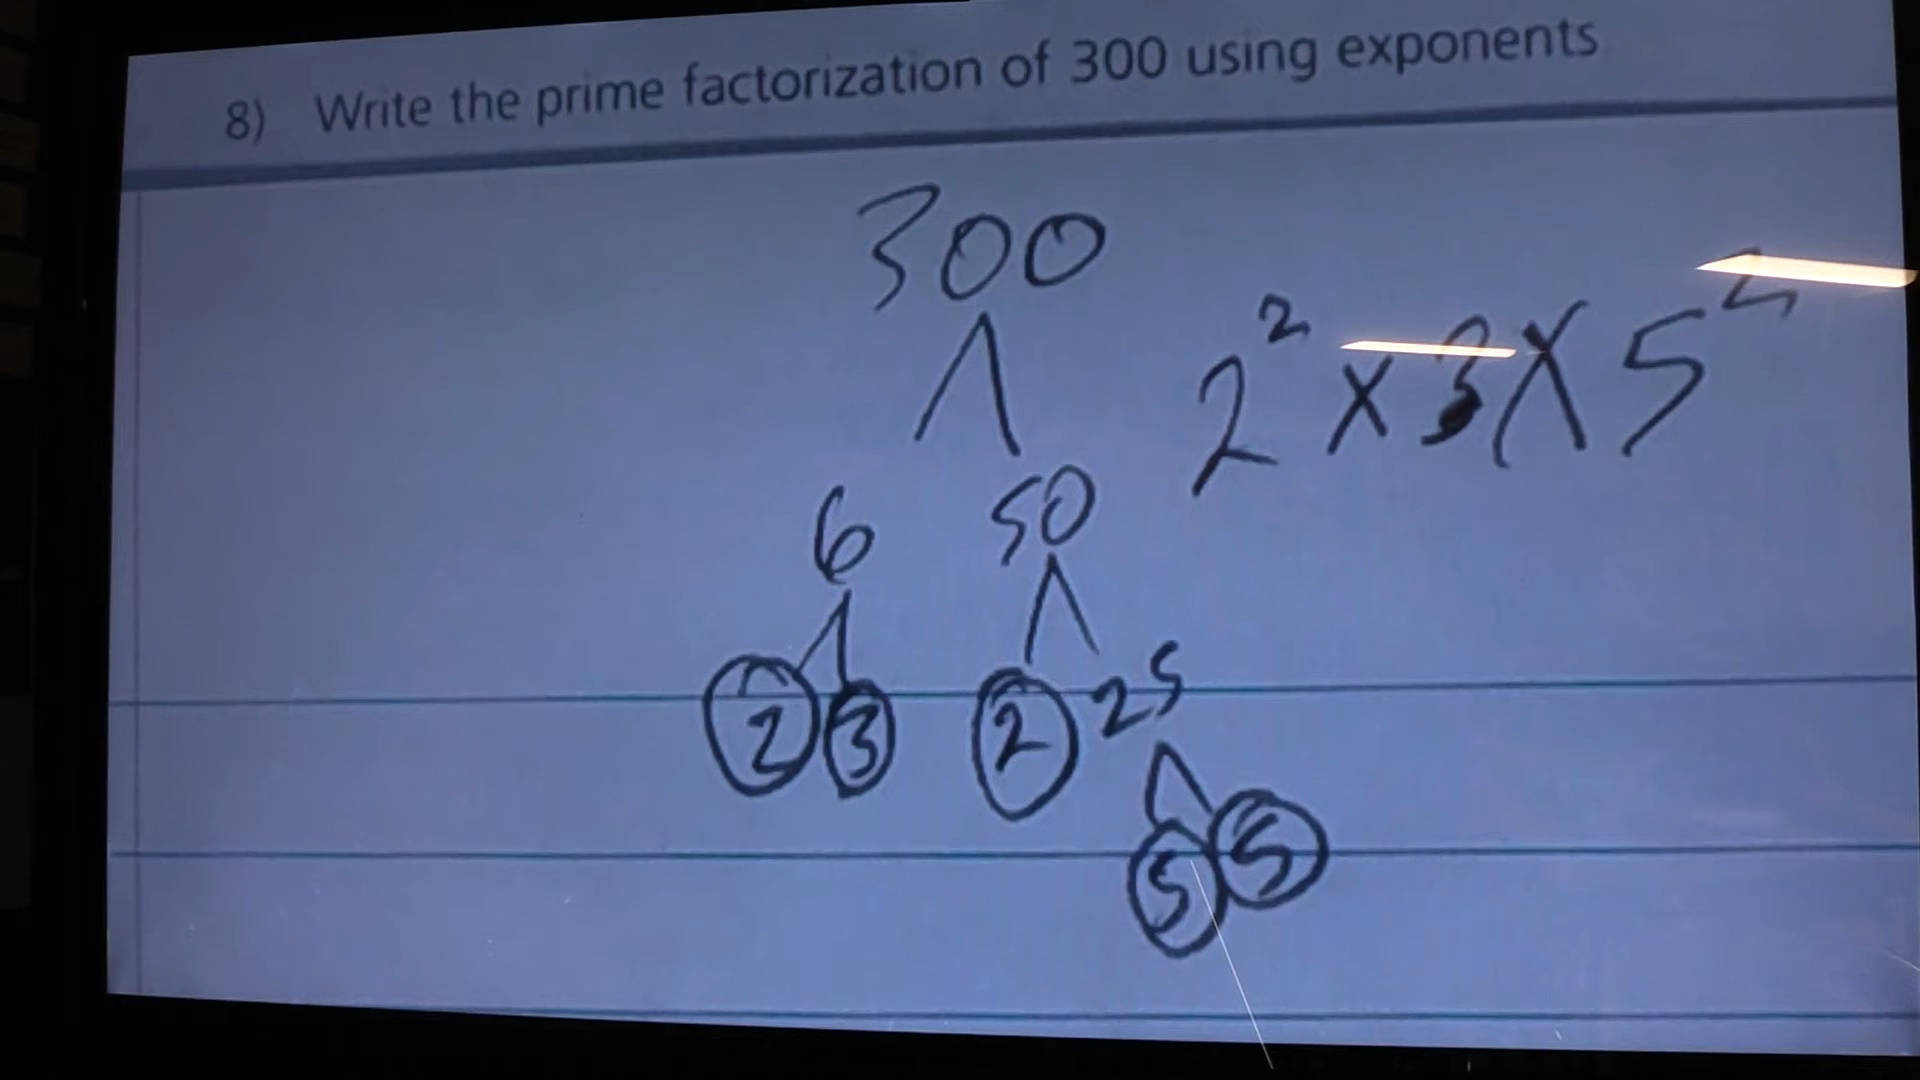 8) Write the prime factorization of 300 using exponents
300
2² x 3 X 5²
6 50
2 3 2 25
5 5